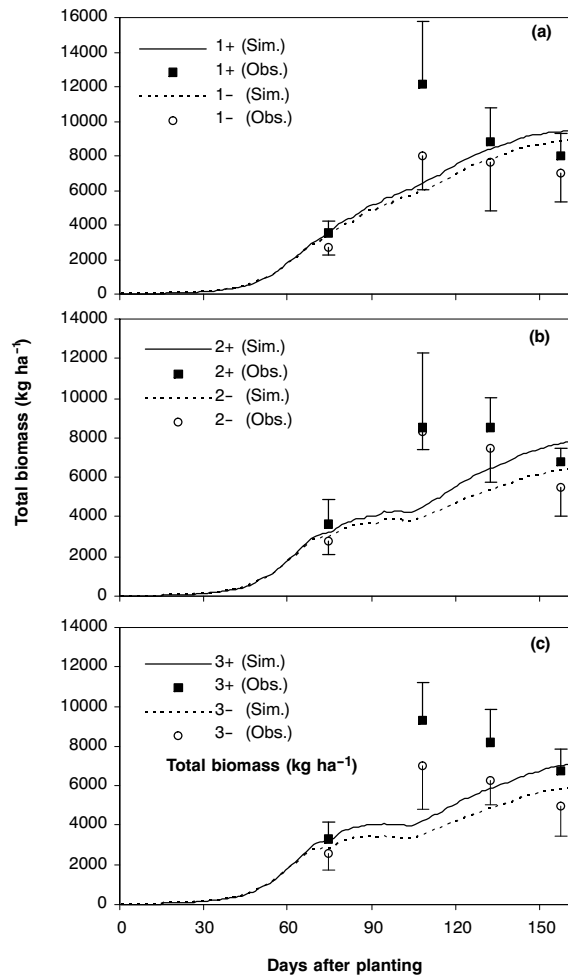 16000
14000
12000
10000
8000
6000
4000
2000
0
(a)
1+ (Sim.)
1+ (Obs.)
1− (Sim.)
1− (Obs.)
14000
12000
10000
8000
6000
4000
2000
0
(b)
2+ (Sim.)
2+ (Obs.)
2− (Sim.)
2− (Obs.)
Total biomass (kg ha⁻¹)
14000
12000
10000
8000
6000
4000
2000
0
(c)
3+ (Sim.)
3+ (Obs.)
3− (Sim.)
3− (Obs.)
Total biomass (kg ha⁻¹)
0 30 60 90 120 150
Days after planting